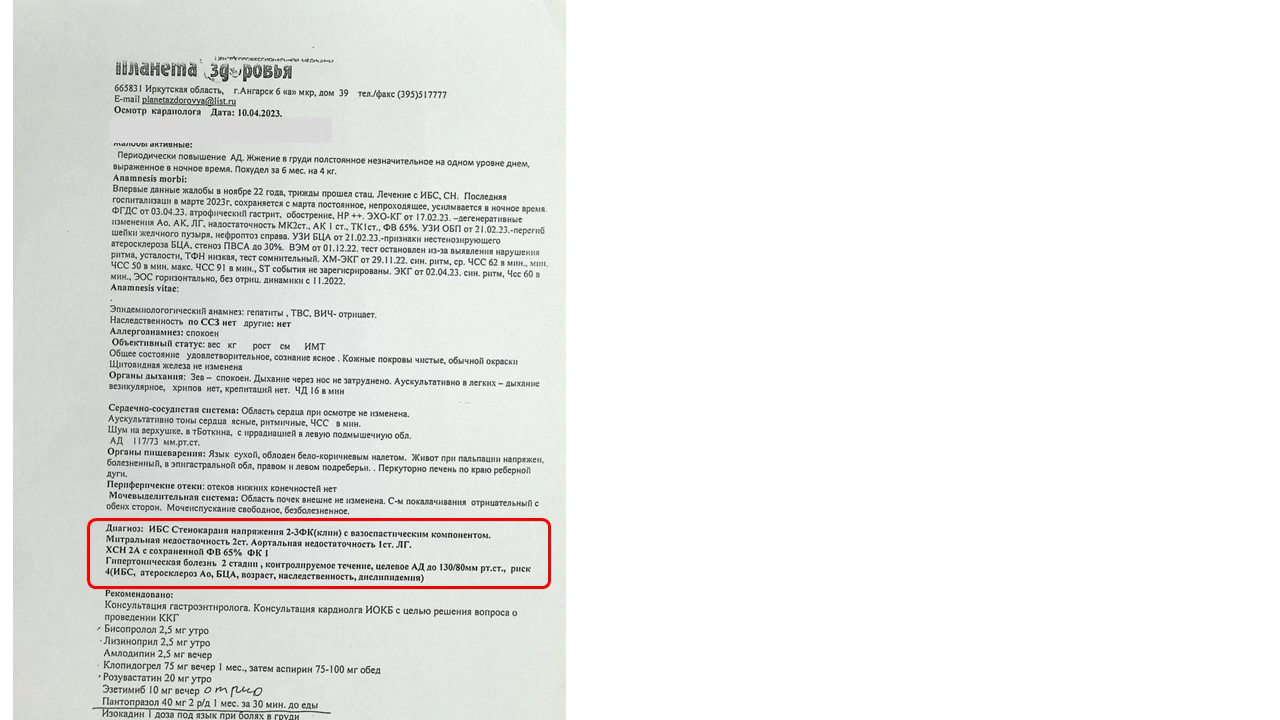 ЦЕНТР ПРОФЕССИОНАЛЬНОЙ МЕДИЦИНЫ
Планета здоровья
665831 Иркутская область, г.Ангарск 6 «а» мкр, дом 39 тел./факс (395)517777
E-mail planetazdorovya@list.ru
Осмотр кардиолога Дата: 10.04.2023.
Жалобы активные:
Периодически повышение АД. Жжение в груди полстоянное незначительное на одном уровне днем,
выраженное в ночное время. Похудел за 6 мес. на 4 кг.
Anamnesis morbi:
Впервые данные жалобы в ноябре 22 года, трижды прошел стац. Лечение с ИБС, СН. Последняя
госпитализаци в марте 2023г, сохраняется с марта постоянное, непроходящее, усилмвается в ночное время.
ФГДС от 03.04.23. атрофический гастрит, обострение, HP ++. ЭХО-КГ от 17.02.23. –дегенеративные
изменения Ао, АК, ЛГ, надостаточность МК2ст., АК 1 ст., ТК1ст., ФВ 65%. УЗИ ОБП от 21.02.23.-перегиб
шейки желчного пузыря, нефроптоз справа. УЗИ БЦА от 21.02.23.-признаки нестенозирующего
атеросклероза БЦА, стеноз ПВСА до 30%. ВЭМ от 01.12.22. тест остановлен из-за выявления нарушения
ритма, усталости, ТФН низкая, тест сомнительный. ХМ-ЭКГ от 29.11.22. син. ритм, ср. ЧСС 62 в мин., мин.
ЧСС 50 в мин. макс. ЧСС 91 в мин., ST события не зарегисрированы. ЭКГ от 02.04.23. син. ритм, Чсс 60 в
мин., ЭОС горизонтально, без отриц. динамики с 11.2022.
Anamnesis vitae:
.
Эпидемиологогический анамнез: гепатиты , ТВС, ВИЧ- отрицает.
Наследственность по ССЗ нет другие: нет
Аллергоанамнез: спокоен
Объективный статус: вес кг рост см ИМТ
Общее состояние удовлетворительное, сознание ясное . Кожные покровы чистые, обычной окраски
Щитовидная железа не изменена
Органы дыхания: Зев – спокоен. Дыхание через нос не затруднено. Аускультативно в легких – дыхание
везикулярное, хрипов нет, крепитаций нет. ЧД 16 в мин
Сердечно-сосудистая система: Область сердца при осмотре не изменена.
Аускультативно тоны сердца ясные, ритмичные, ЧСС в мин.
Шум на верхушке, в тБоткина, с иррадиацией в левую подмышечную обл.
АД 117/73 мм.рт.ст.
Органы пищеварения: Язык сухой, обложен бело-коричневым налетом. Живот при пальпации напряжен,
болезненный, в эпигастральной обл, правом и левом подреберьи. . Перкуторно печень по краю реберной
дуги.
Периферичекие отеки: отеков нижних конечностей нет
Мочевыделительная система: Область почек внешне не изменена. С-м покалачивания отрицательный с
обеих сторон. Мочеиспускание свободное, безболезненное.
Диагноз: ИБС Стенокардия напряжения 2-3ФК(клин) с вазоспастическим компонентом.
Митральная недостаочность 2ст. Аортальная недостаточность 1ст. ЛГ.
ХСН 2А с сохраненной ФВ 65% ФК 1
Гипертоническая болезнь 2 стадии , контролируемое течение, целевое АД до 130/80мм рт.ст., риск
4(ИБС, атеросклероз Ао, БЦА, возраст, наследственность, дислипидемия)
Рекомендовано:
Консультация гастроэнтнролога. Консультация кардиолга ИОКБ с целью решения вопроса о
проведении ККГ
Бисопролол 2,5 мг утро
Лизиноприл 2,5 мг утро
Амлодипин 2,5 мг вечер
Клопидогрел 75 мг вечер 1 мес., затем аспирин 75-100 мг обед
Розувастатин 20 мг утро
Эзетимиб 10 мг вечер
Пантопразол 40 мг 2 р/д 1 мес. за 30 мин. до еды
Изокадин 1 доза под язык при болях в груди